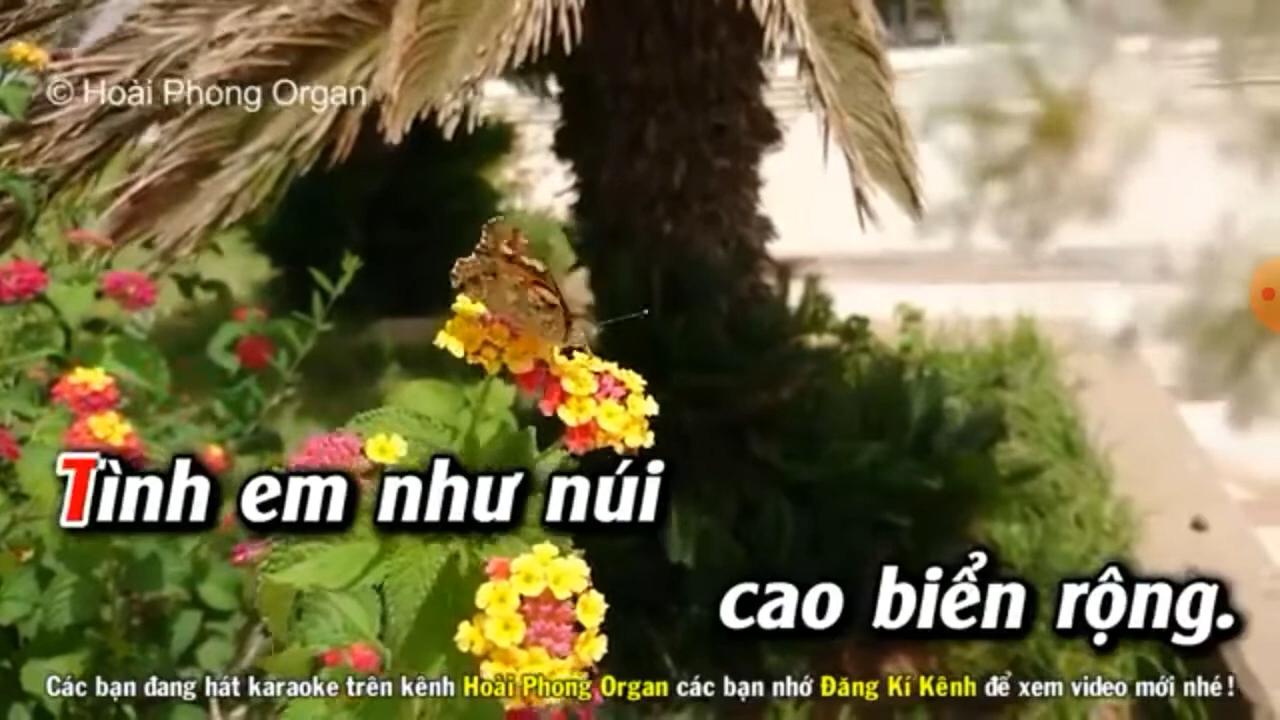 © Hoài Phong Organ
Tình em như núi
cao biển rộng.
Các bạn đang hát karaoke trên kênh Hoài Phong Organ các bạn nhớ Đăng Kí Kênh để xem video mới nhé !